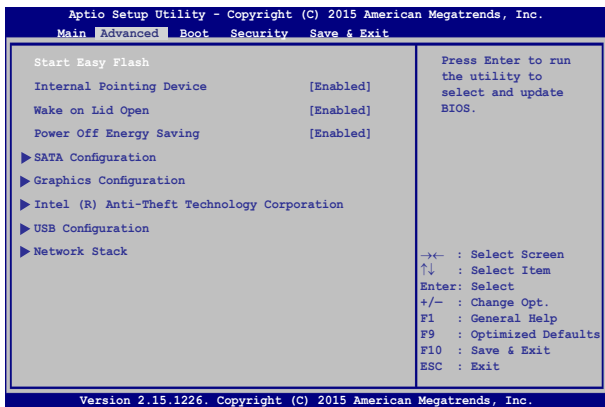 Aptio Setup Utility - Copyright (C) 2015 American Megatrends, Inc.
Main Advanced Boot Security Save & Exit
Start Easy Flash
Internal Pointing Device [Enabled]
Wake on Lid Open [Enabled]
Power Off Energy Saving [Enabled]
SATA Configuration
Graphics Configuration
Intel (R) Anti-Theft Technology Corporation
USB Configuration
Network Stack
Press Enter to run
the utility to
select and update
BIOS.
→← : Select Screen
↑↓ : Select Item
Enter: Select
+/— : Change Opt.
F1 : General Help
F9 : Optimized Defaults
F10 : Save & Exit
ESC : Exit
Version 2.15.1226. Copyright (C) 2015 American Megatrends, Inc.